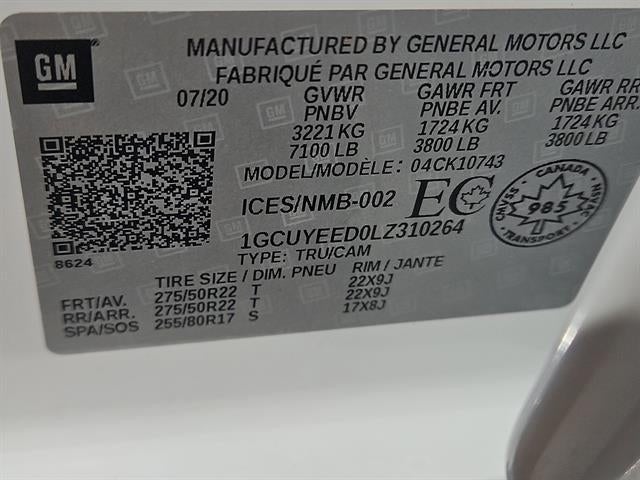 GM
MANUFACTURED BY GENERAL MOTORS LLC
FABRIQUÉ PAR GENERAL MOTORS LLC
07/20 GVWR GAWR FRT GAWR RR
PNBV PNBE AV. PNBE ARR.
3221 KG 1724 KG 1724 KG
7100 LB 3800 LB 3800 LB
MODEL/MODÈLE: 04CK10743
ICES/NMB-002 EC
CANADA
CMVSS 985 NSVAC
TRANSPORT
1GCUYEED0LZ310264
8624
TYPE: TRU/CAM
TIRE SIZE / DIM. PNEU RIM / JANTE
FRT/AV. 275/50R22 T 22X9J
RR/ARR. 275/50R22 T 22X9J
SPA/SOS 255/80R17 S 17X8J